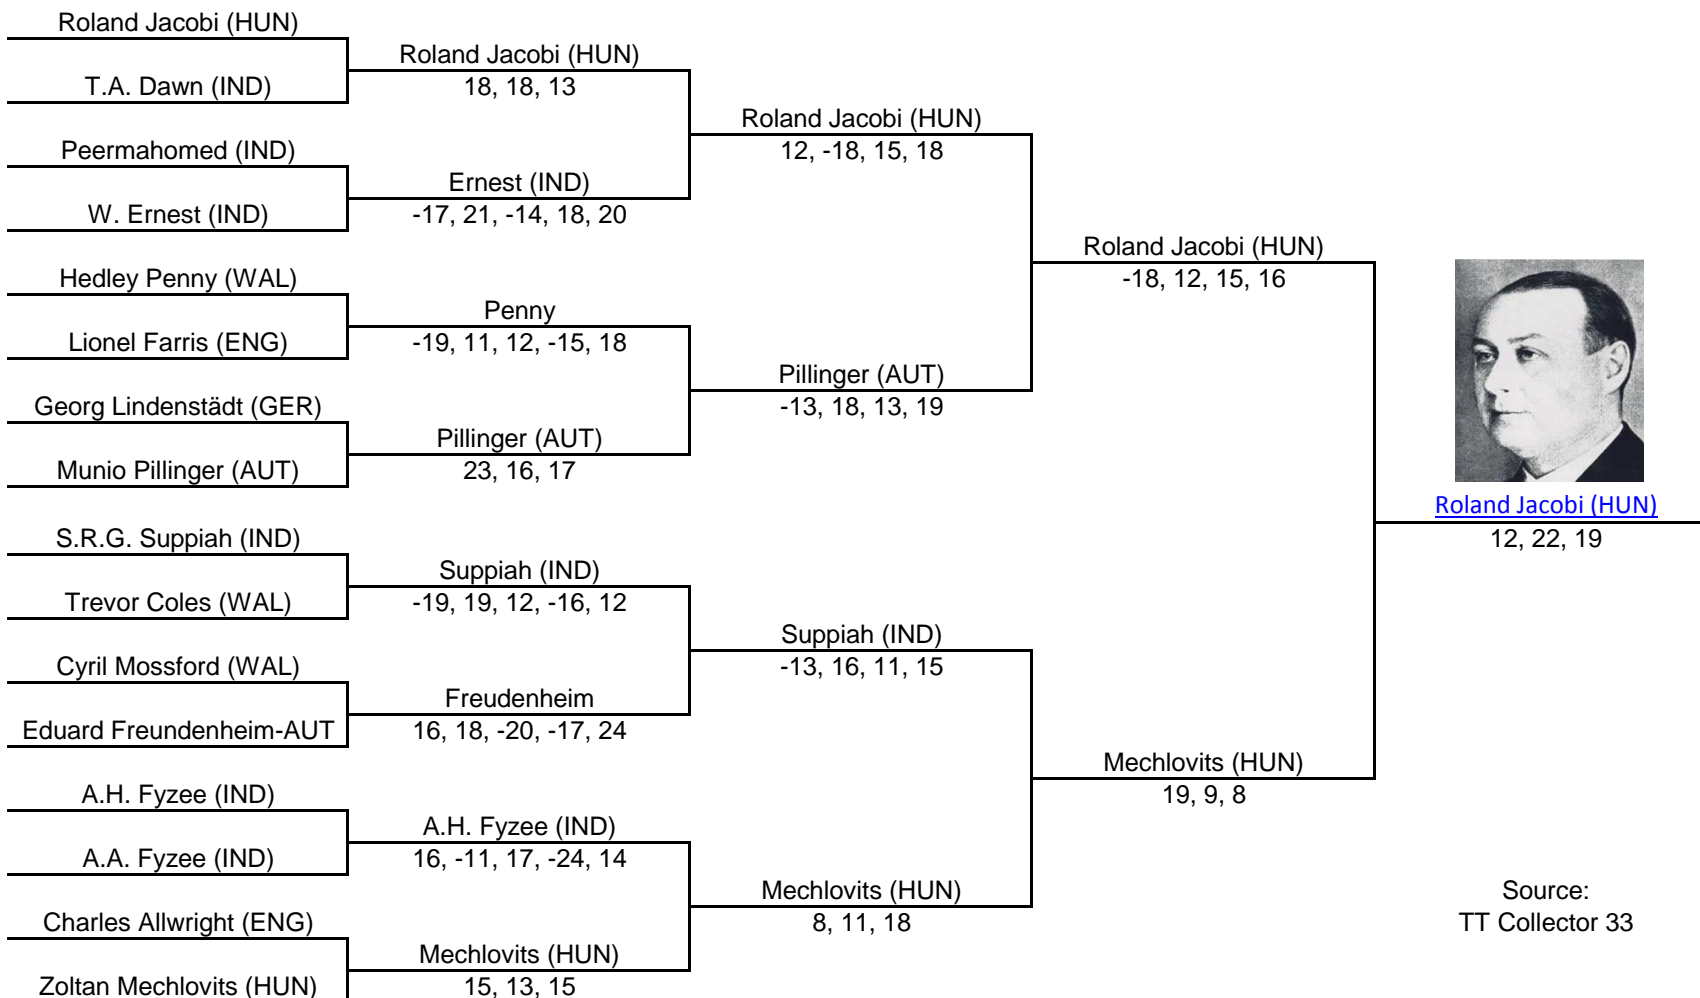 Roland Jacobi (HUN)
T.A. Dawn (IND)
Peermahomed (IND)
W. Ernest (IND)
Hedley Penny (WAL)
Lionel Farris (ENG)
Georg Lindenstädt (GER)
Munio Pillinger (AUT)
S.R.G. Suppiah (IND)
Trevor Coles (WAL)
Cyril Mossford (WAL)
Eduard Freundenheim-AUT
A.H. Fyzee (IND)
A.A. Fyzee (IND)
Charles Allwright (ENG)
Zoltan Mechlovits (HUN)
Roland Jacobi (HUN)
18, 18, 13
Ernest (IND)
-17, 21, -14, 18, 20
Penny
-19, 11, 12, -15, 18
Pillinger (AUT)
23, 16, 17
Suppiah (IND)
-19, 19, 12, -16, 12
Freudenheim
16, 18, -20, -17, 24
A.H. Fyzee (IND)
16, -11, 17, -24, 14
Mechlovits (HUN)
15, 13, 15
Roland Jacobi (HUN)
12, -18, 15, 18
Pillinger (AUT)
-13, 18, 13, 19
Suppiah (IND)
-13, 16, 11, 15
Mechlovits (HUN)
8, 11, 18
Roland Jacobi (HUN)
-18, 12, 15, 16
Mechlovits (HUN)
19, 9, 8
Roland Jacobi (HUN)
12, 22, 19
Source:
TT Collector 33